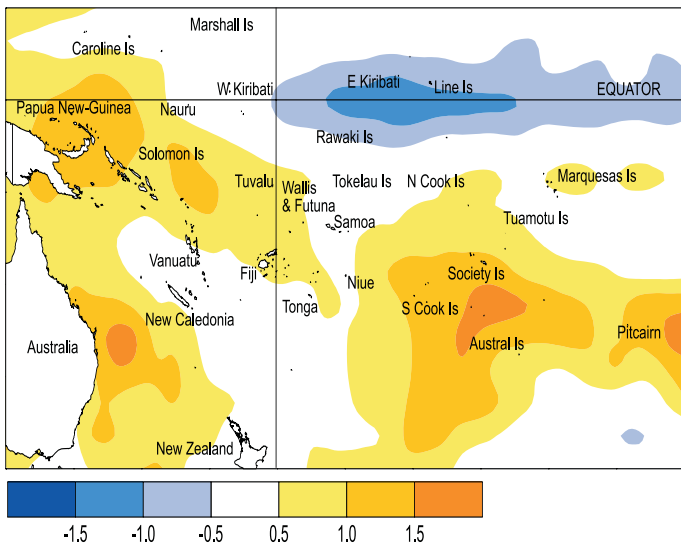 Marshall Is
Caroline Is
W Kiribati
E Kiribati
Line Is
EQUATOR
Papua New-Guinea
Nauru
Rawaki Is
Solomon Is
Tuvalu
Wallis
& Futuna
Tokelau Is
N Cook Is
Marquesas Is
Samoa
Tuamotu Is
Vanuatu
Fiji
Niue
Society Is
Tonga
S Cook Is
New Caledonia
Pitcairn
Australia
Austral Is
New Zealand
-1.5 -1.0 -0.5 0.5 1.0 1.5